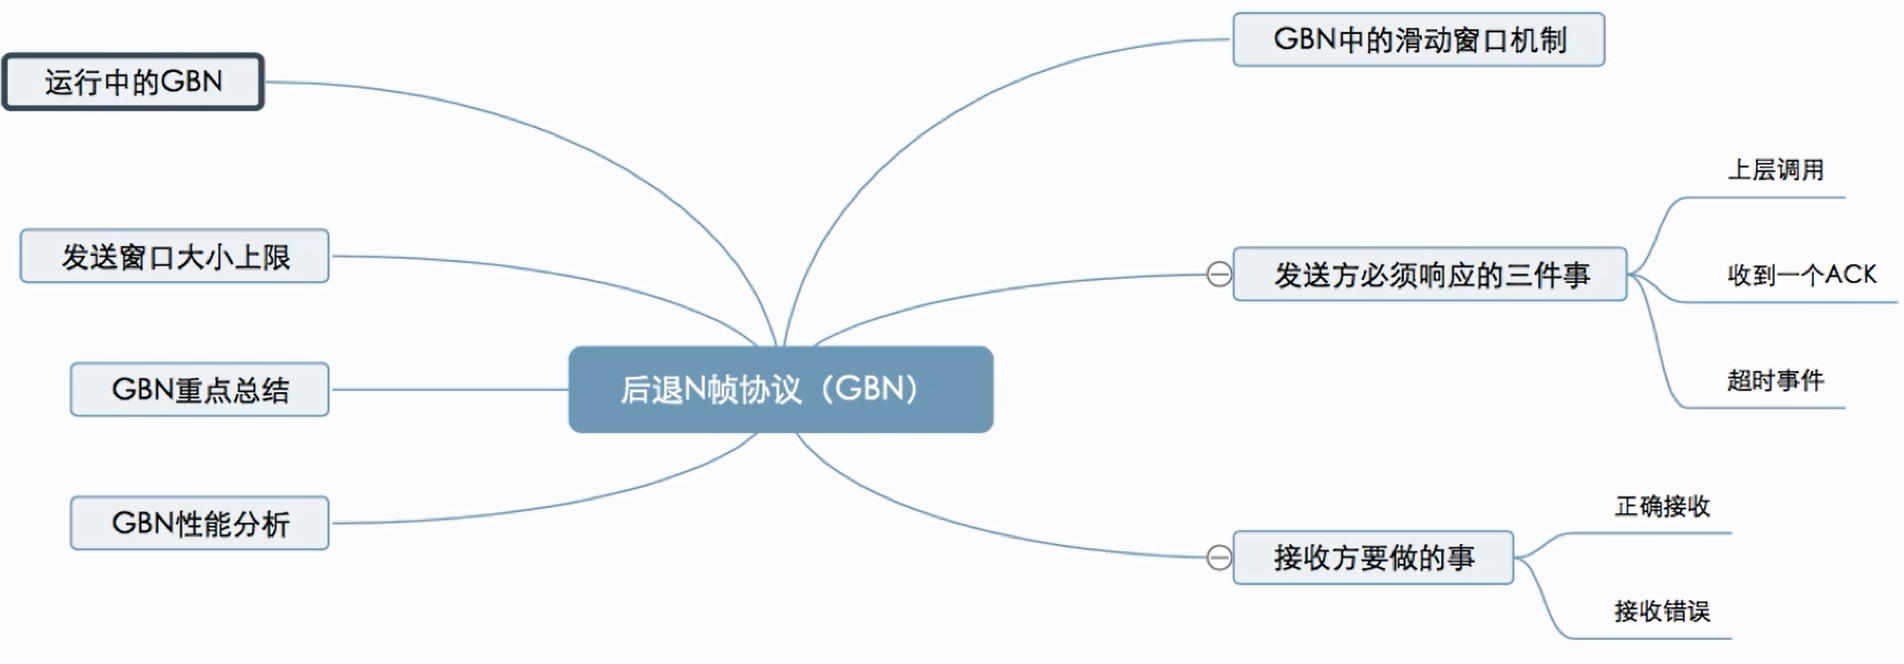 后退N帧协议（GBN）
GBN中的滑动窗口机制
发送方必须响应的三件事
上层调用
收到一个ACK
超时事件
接收方要做的事
正确接收
接收错误
运行中的GBN
发送窗口大小上限
GBN重点总结
GBN性能分析